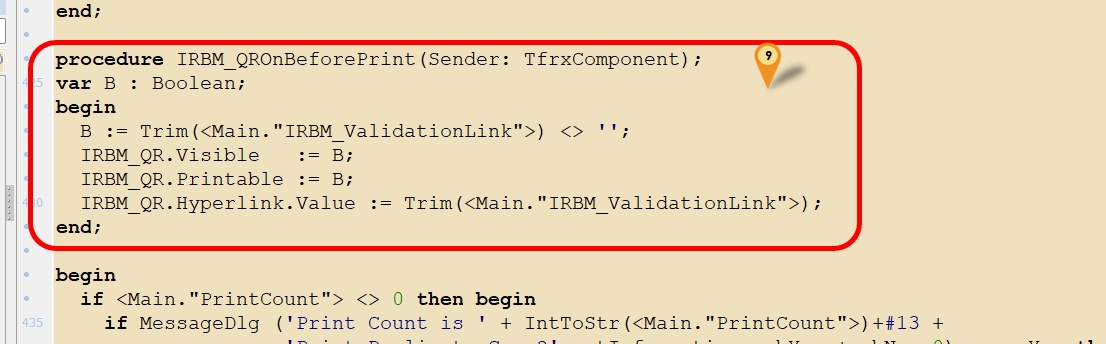 end;
procedure IRBM_QROnBeforePrint(Sender: TfrxComponent);
9
425
var B : Boolean;
begin
B := Trim(<Main."IRBM_ValidationLink">) <> '';
IRBM_QR.Visible   := B;
IRBM_QR.Printable := B;
430
IRBM_QR.Hyperlink.Value := Trim(<Main."IRBM_ValidationLink">);
end;
begin
if <Main."PrintCount"> <> 0 then begin
435
if MessageDlg ('Print Count is ' + IntToStr(<Main."PrintCount">)+#13 +